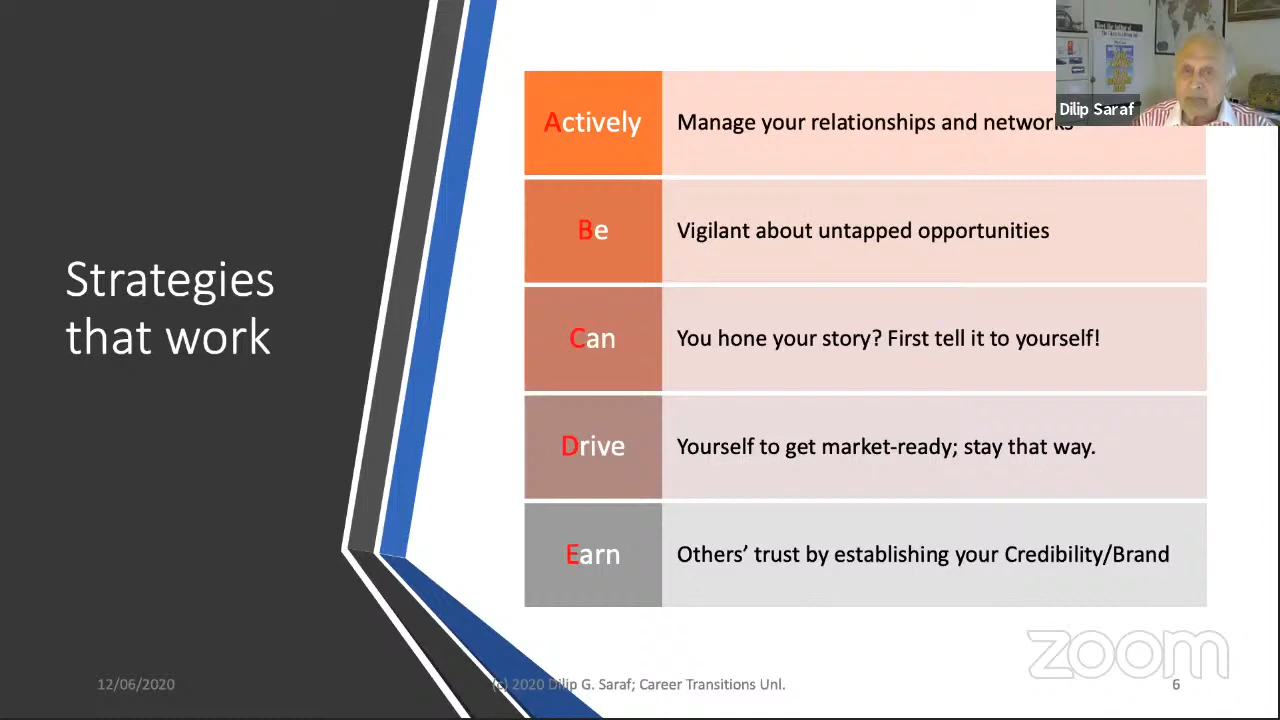 Strategies
that work
Actively
Manage your relationships and networks
Be
Vigilant about untapped opportunities
Can
You hone your story? First tell it to yourself!
Drive
Yourself to get market-ready; stay that way.
Earn
Others’ trust by establishing your Credibility/Brand
Dilip Saraf
zoom
12/06/2020
(c) 2020 Dilip G. Saraf; Career Transitions Unl.
6